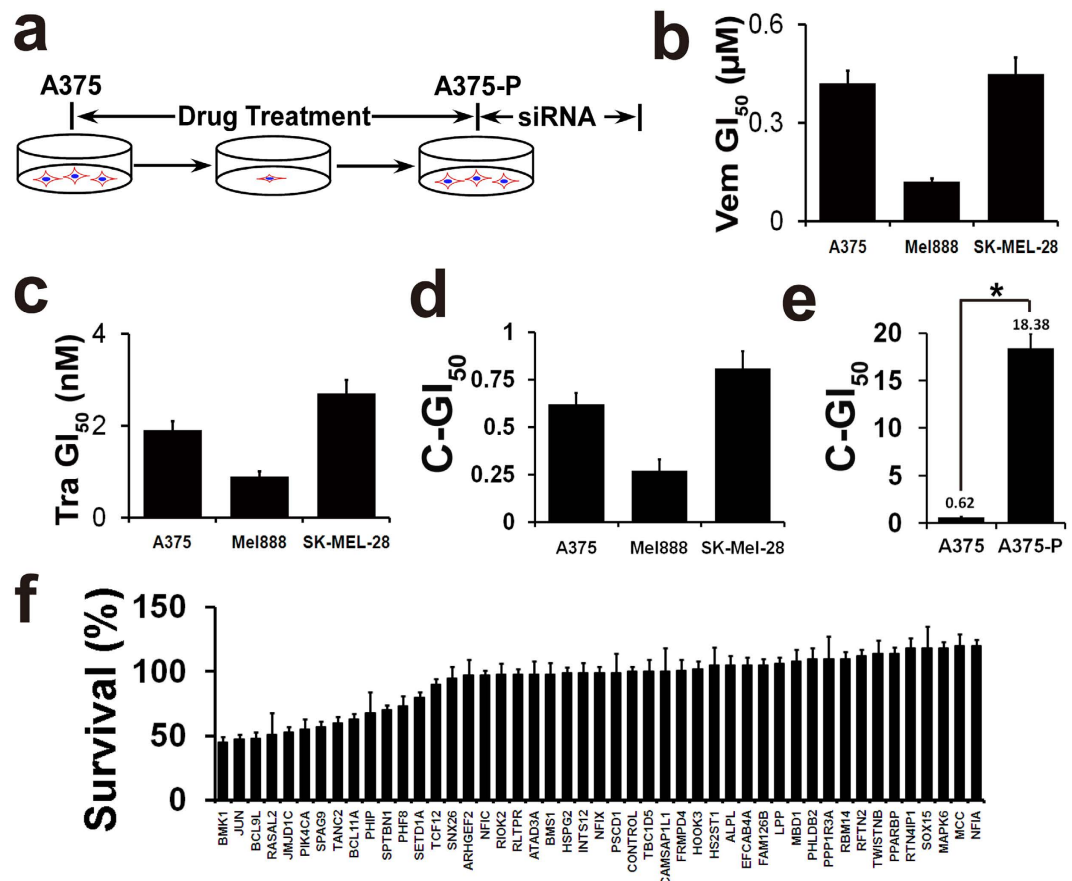 a
A375
A375-P
Drug Treatment
siRNA
b
Vem GI50 (μM)
0.6
0.3
0
A375
Mel888
SK-MEL-28
c
Tra GI50 (nM)
4
2
0
A375
Mel888
SK-MEL-28
d
C-GI50
1
0.75
0.5
0.25
0
A375
Mel888
SK-Mel-28
e
C-GI50
20
15
10
5
0
*
0.62
18.38
A375
A375-P
f
Survival (%)
150
100
50
0
BMK1
JUN
BCL9L
RASAL2
JMJD1C
PIK4CA
SPAG9
TANC2
BCL11A
PHIP
SPTBN1
PHF8
SETD1A
TCF12
SNX26
ARHGEF2
NFIC
RIOK2
RLTPR
ATAD3A
BMS1
HSPG2
INTS12
NFIX
PSCD1
CONTROL
TBC1D5
CAMSAP1L1
FRMPD4
HOOK3
HS2ST1
ALPL
EFCAB4A
FAM126B
LPP
MBD1
PHLDB2
PPP1R3A
RBM14
RFTN2
TWISTNB
PPARBP
RTN4IP1
SOX15
MAPK6
MCC
NFIA